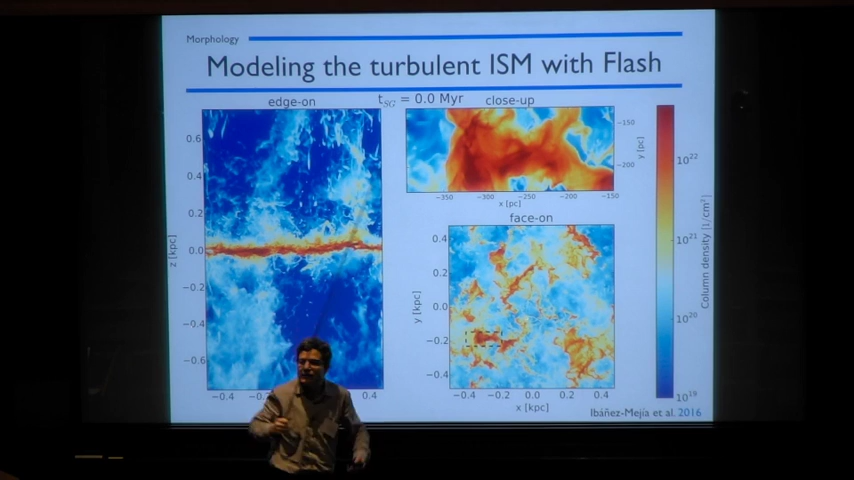 Morphology
Modeling the turbulent ISM with Flash
edge-on
t_SG = 0.0 Myr
close-up
0.6
0.4
0.2
0.0
−0.2
−0.4
−0.6
z [kpc]
−0.4
0.4
−150
−200
y [pc]
−350
−300
−250
−200
−150
x [pc]
face-on
0.4
0.2
0.0
−0.2
−0.4
y [kpc]
−0.4
−0.2
0.0
0.2
0.4
x [kpc]
10^22
10^21
10^20
10^19
Column density [1/cm^2]
Ibáñez-Mejía et al. 2016